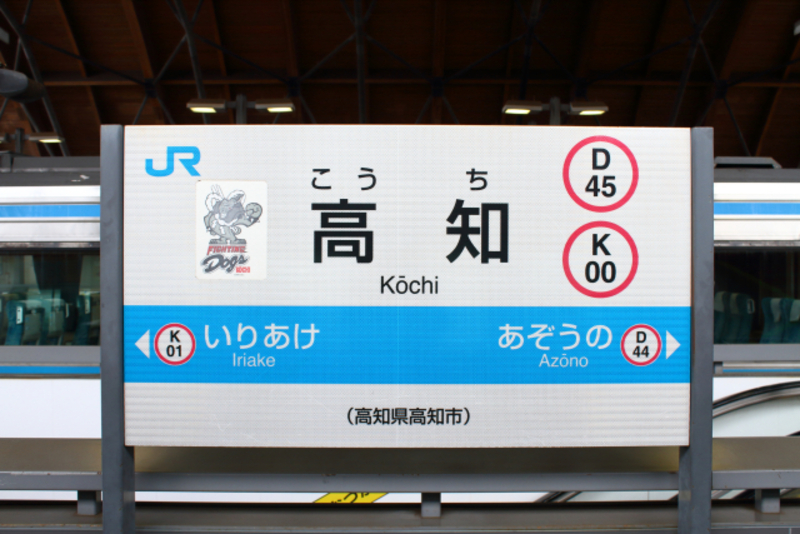 JR
こうち
高知
Kōchi
D
45
K
00
FIGHTING
Dogs
K
01
いりあけ
Iriake
あぞうの
Azōno
D
44
(高知県高知市)